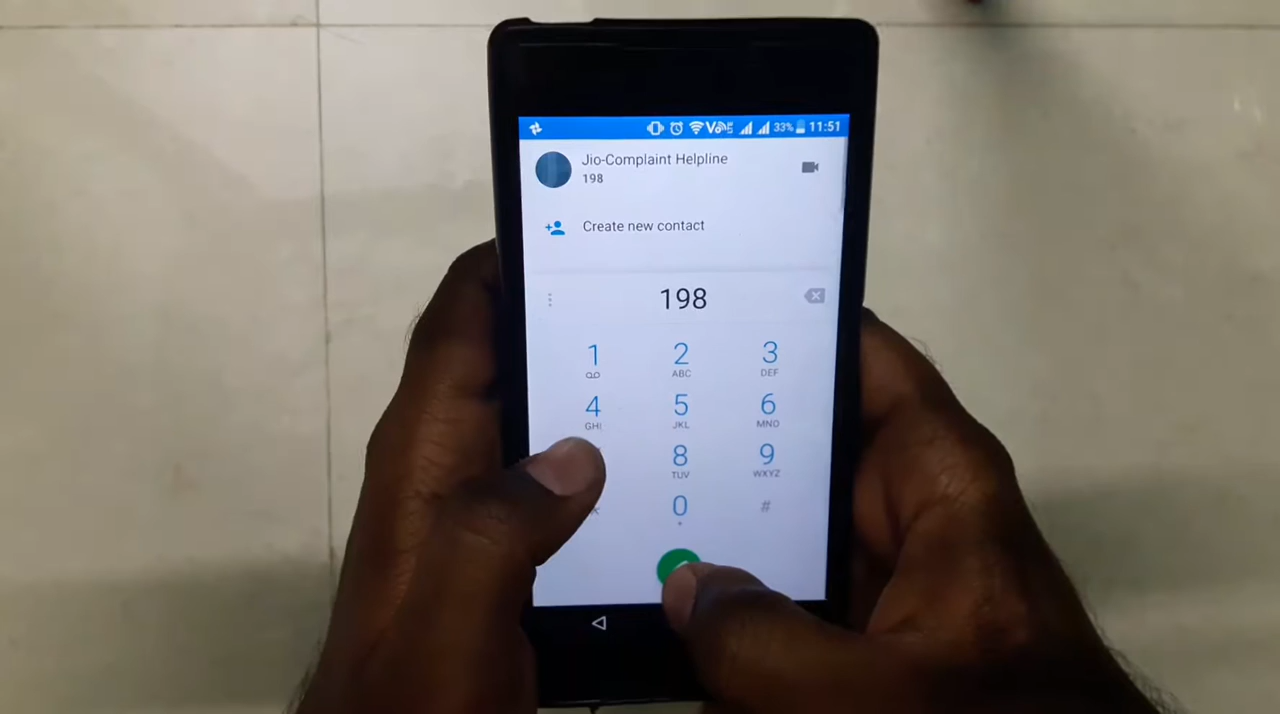 33% 11:51
Jio-Complaint Helpline
198
Create new contact
198
1 2 3
ABC DEF
4 5 6
GHI JKL MNO
8 9
TUV WXYZ
0 #
+